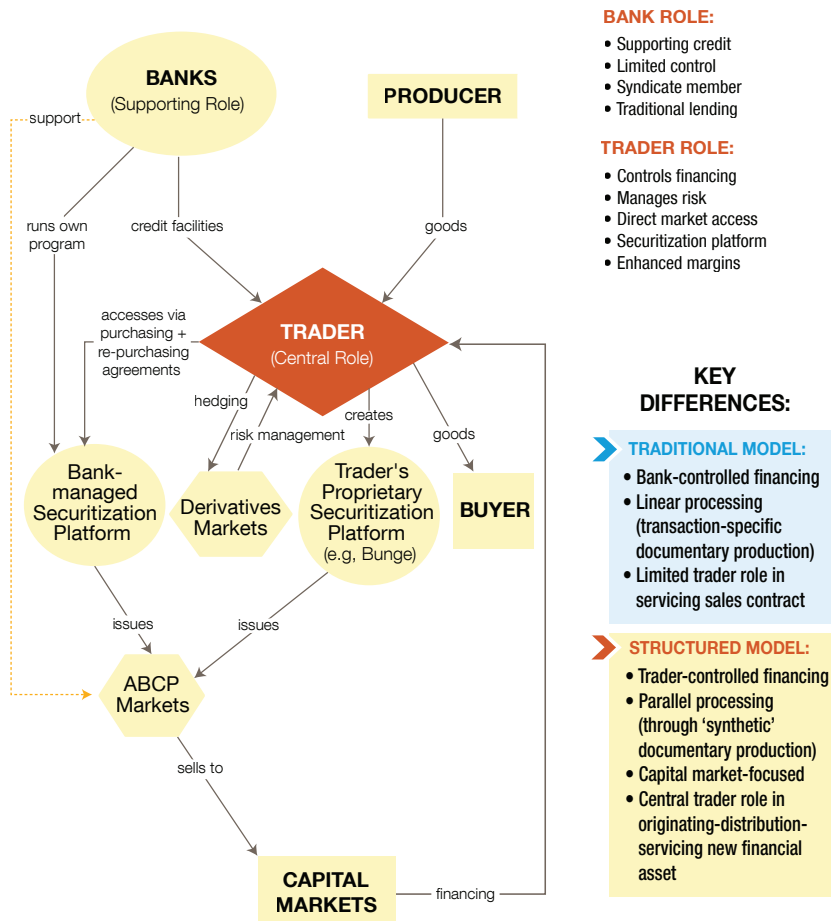 BANKS
(Supporting Role)
PRODUCER
support
runs own
program
credit facilities
goods
accesses via
purchasing +
re-purchasing
agreements
TRADER
(Central Role)
hedging
risk management
creates
goods
Bank-
managed
Securitization
Platform
Derivatives
Markets
Trader's
Proprietary
Securitization
Platform
(e.g, Bunge)
BUYER
issues
issues
ABCP
Markets
sells to
CAPITAL
MARKETS
financing
BANK ROLE:
• Supporting credit
• Limited control
• Syndicate member
• Traditional lending
TRADER ROLE:
• Controls financing
• Manages risk
• Direct market access
• Securitization platform
• Enhanced margins
KEY
DIFFERENCES:
TRADITIONAL MODEL:
• Bank-controlled financing
• Linear processing
(transaction-specific
documentary production)
• Limited trader role in
servicing sales contract
STRUCTURED MODEL:
• Trader-controlled financing
• Parallel processing
(through ‘synthetic’
documentary production)
• Capital market-focused
• Central trader role in
originating-distribution-
servicing new financial
asset